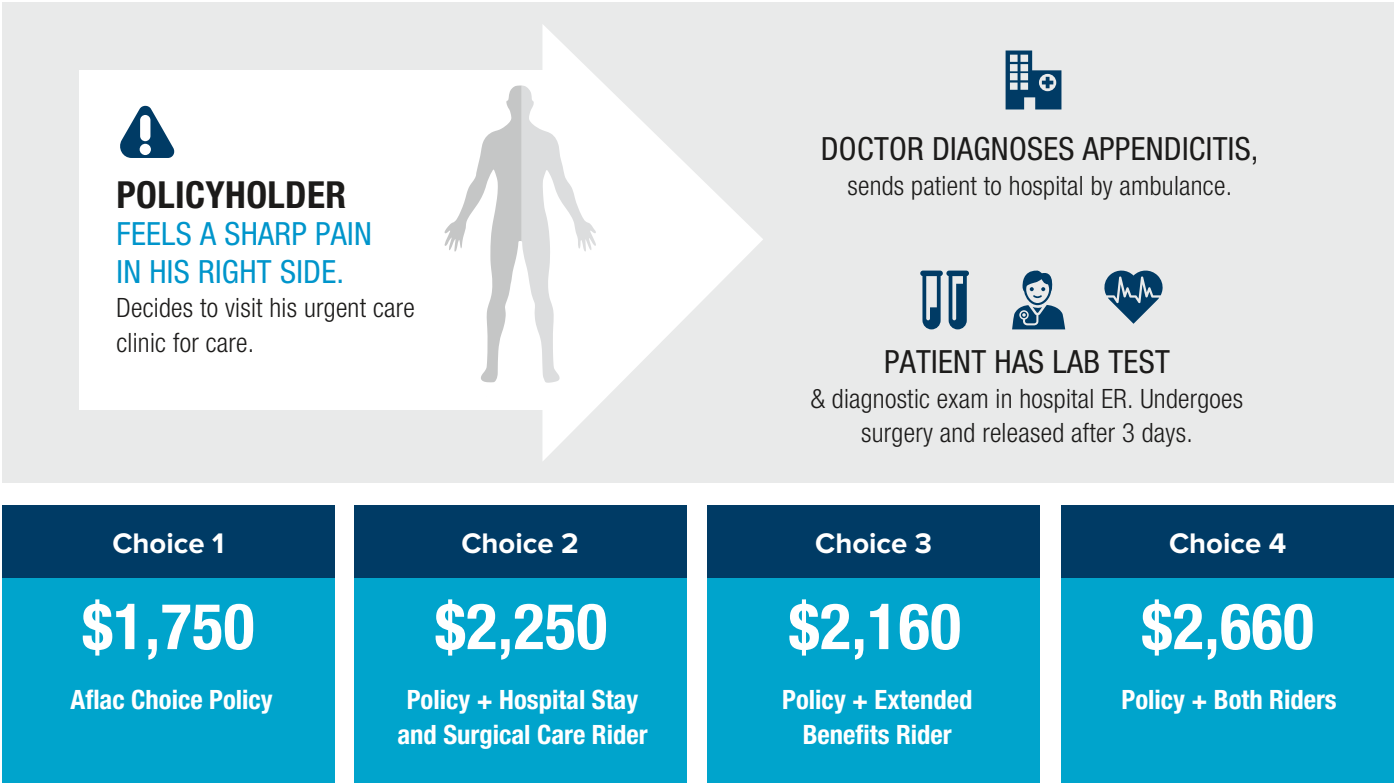 POLICYHOLDER
FEELS A SHARP PAIN
IN HIS RIGHT SIDE.
Decides to visit his urgent care
clinic for care.
DOCTOR DIAGNOSES APPENDICITIS,
sends patient to hospital by ambulance.
PATIENT HAS LAB TEST
& diagnostic exam in hospital ER. Undergoes
surgery and released after 3 days.
Choice 1
$1,750
Aflac Choice Policy
Choice 2
$2,250
Policy + Hospital Stay
and Surgical Care Rider
Choice 3
$2,160
Policy + Extended
Benefits Rider
Choice 4
$2,660
Policy + Both Riders